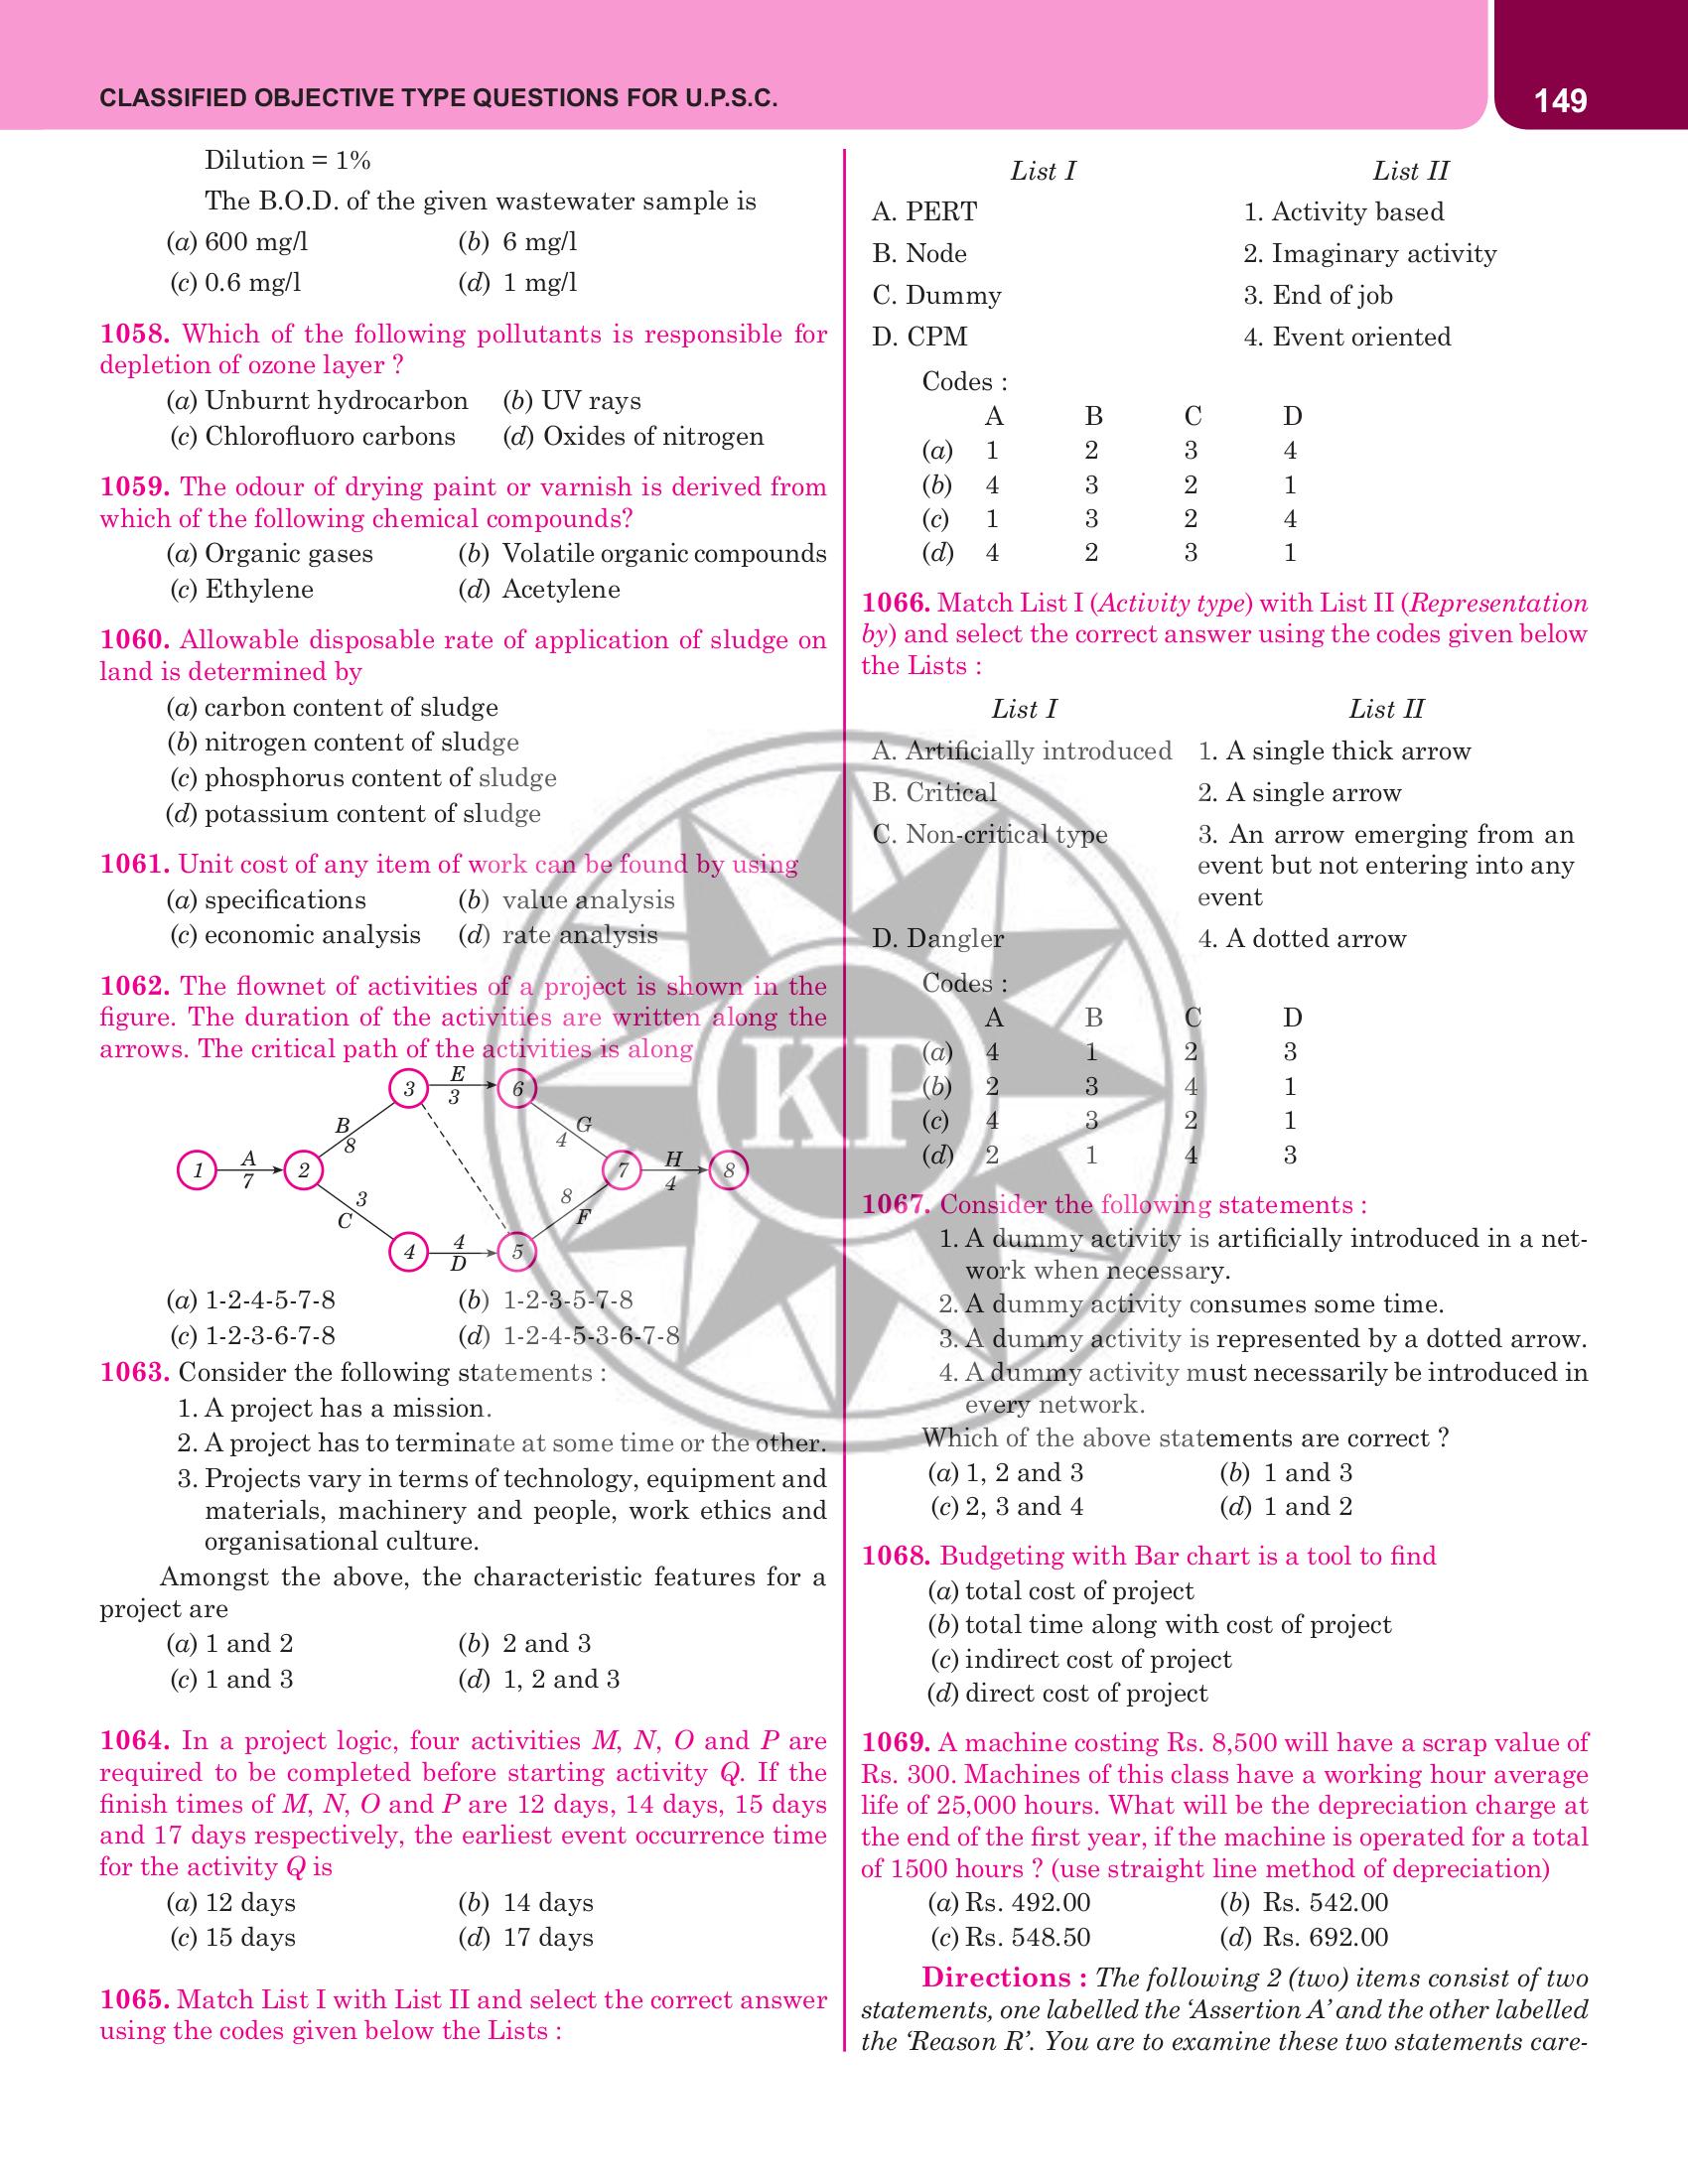 CLASSIFIED OBJECTIVE TYPE QUESTIONS FOR U.P.S.C.
149
Dilution = 1%
The B.O.D. of the given wastewater sample is
(a) 600 mg/l (b) 6 mg/l
(c) 0.6 mg/l (d) 1 mg/l
1058. Which of the following pollutants is responsible for
depletion of ozone layer ?
(a) Unburnt hydrocarbon (b) UV rays
(c) Chlorofluoro carbons (d) Oxides of nitrogen
1059. The odour of drying paint or varnish is derived from
which of the following chemical compounds?
(a) Organic gases (b) Volatile organic compounds
(c) Ethylene (d) Acetylene
1060. Allowable disposable rate of application of sludge on
land is determined by
(a) carbon content of sludge
(b) nitrogen content of sludge
(c) phosphorus content of sludge
(d) potassium content of sludge
1061. Unit cost of any item of work can be found by using
(a) specifications (b) value analysis
(c) economic analysis (d) rate analysis
1062. The flownet of activities of a project is shown in the
figure. The duration of the activities are written along the
arrows. The critical path of the activities is along
3 E 3 6
B 8 G 4
1 A 7 2 7 H 4 8
3 C 8 F
4 4 D 5
(a) 1-2-4-5-7-8 (b) 1-2-3-5-7-8
(c) 1-2-3-6-7-8 (d) 1-2-4-5-3-6-7-8
1063. Consider the following statements :
1. A project has a mission.
2. A project has to terminate at some time or the other.
3. Projects vary in terms of technology, equipment and
materials, machinery and people, work ethics and
organisational culture.
Amongst the above, the characteristic features for a
project are
(a) 1 and 2 (b) 2 and 3
(c) 1 and 3 (d) 1, 2 and 3
1064. In a project logic, four activities M, N, O and P are
required to be completed before starting activity Q. If the
finish times of M, N, O and P are 12 days, 14 days, 15 days
and 17 days respectively, the earliest event occurrence time
for the activity Q is
(a) 12 days (b) 14 days
(c) 15 days (d) 17 days
1065. Match List I with List II and select the correct answer
using the codes given below the Lists :
List I List II
A. PERT 1. Activity based
B. Node 2. Imaginary activity
C. Dummy 3. End of job
D. CPM 4. Event oriented
Codes :
A B C D
(a) 1 2 3 4
(b) 4 3 2 1
(c) 1 3 2 4
(d) 4 2 3 1
1066. Match List I (Activity type) with List II (Representation
by) and select the correct answer using the codes given below
the Lists :
List I List II
A. Artificially introduced 1. A single thick arrow
B. Critical 2. A single arrow
C. Non-critical type 3. An arrow emerging from an
event but not entering into any
event
D. Dangler 4. A dotted arrow
Codes :
A B C D
(a) 4 1 2 3
(b) 2 3 4 1
(c) 4 3 2 1
(d) 2 1 4 3
1067. Consider the following statements :
1. A dummy activity is artificially introduced in a net-
work when necessary.
2. A dummy activity consumes some time.
3. A dummy activity is represented by a dotted arrow.
4. A dummy activity must necessarily be introduced in
every network.
Which of the above statements are correct ?
(a) 1, 2 and 3 (b) 1 and 3
(c) 2, 3 and 4 (d) 1 and 2
1068. Budgeting with Bar chart is a tool to find
(a) total cost of project
(b) total time along with cost of project
(c) indirect cost of project
(d) direct cost of project
1069. A machine costing Rs. 8,500 will have a scrap value of
Rs. 300. Machines of this class have a working hour average
life of 25,000 hours. What will be the depreciation charge at
the end of the first year, if the machine is operated for a total
of 1500 hours ? (use straight line method of depreciation)
(a) Rs. 492.00 (b) Rs. 542.00
(c) Rs. 548.50 (d) Rs. 692.00
Directions : The following 2 (two) items consist of two
statements, one labelled the ‘Assertion A’ and the other labelled
the ‘Reason R’. You are to examine these two statements care-
KP